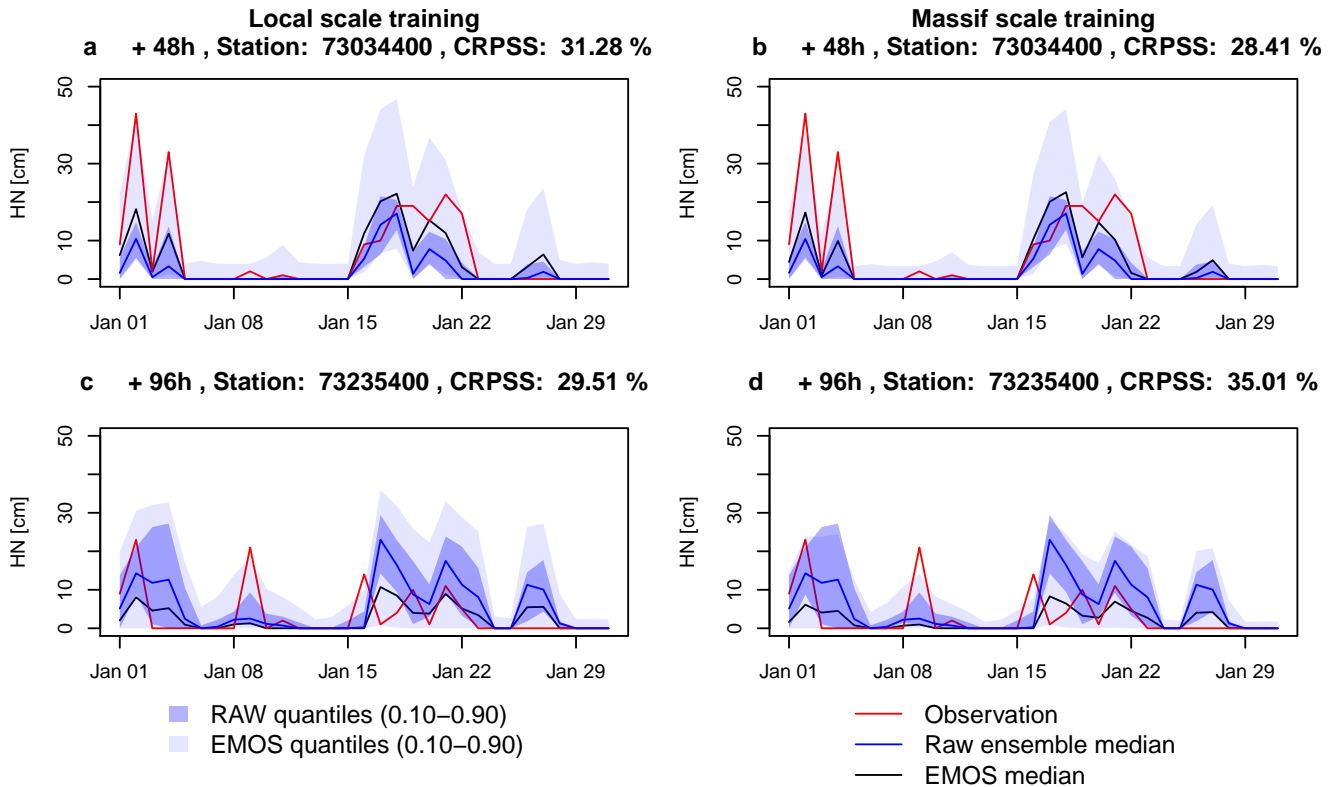 Local scale training
a + 48h , Station: 73034400 , CRPSS: 31.28 %
HN [cm]
50
30
10
0
Jan 01 Jan 08 Jan 15 Jan 22 Jan 29
Massif scale training
b + 48h , Station: 73034400 , CRPSS: 28.41 %
HN [cm]
50
30
10
0
Jan 01 Jan 08 Jan 15 Jan 22 Jan 29
c + 96h , Station: 73235400 , CRPSS: 29.51 %
HN [cm]
50
30
10
0
Jan 01 Jan 08 Jan 15 Jan 22 Jan 29
d + 96h , Station: 73235400 , CRPSS: 35.01 %
HN [cm]
50
30
10
0
Jan 01 Jan 08 Jan 15 Jan 22 Jan 29
RAW quantiles (0.10−0.90)
EMOS quantiles (0.10−0.90)
Observation
Raw ensemble median
EMOS median